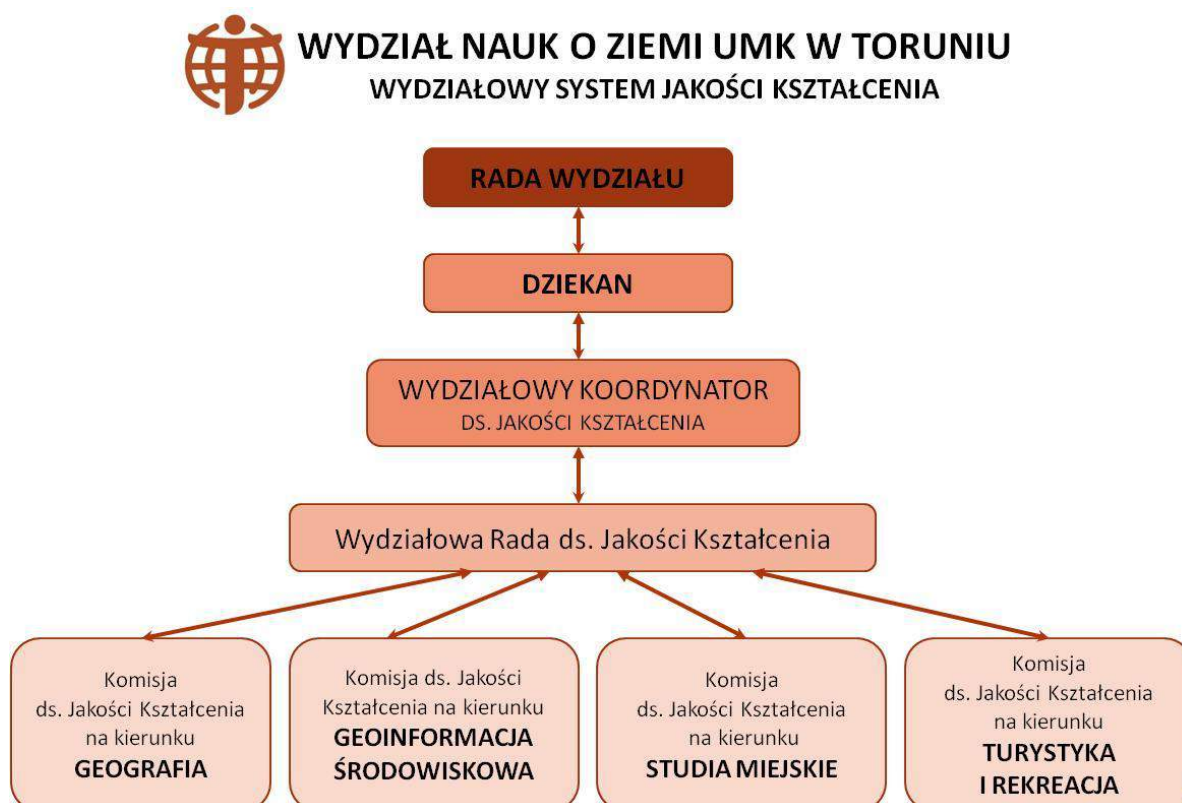 WYDZIAŁ NAUK O ZIEMI UMK W TORUNIU
WYDZIAŁOWY SYSTEM JAKOŚCI KSZTAŁCENIA
RADA WYDZIAŁU
DZIEKAN
WYDZIAŁOWY KOORDYNATOR
DS. JAKOŚCI KSZTAŁCENIA
Wydziałowa Rada ds. Jakości Kształcenia
Komisja
ds. Jakości Kształcenia
na kierunku
GEOGRAFIA
Komisja ds. Jakości
Kształcenia na kierunku
GEOINFORMACJA
ŚRODOWISKOWA
Komisja
ds. Jakości Kształcenia
na kierunku
STUDIA MIEJSKIE
Komisja
ds. Jakości Kształcenia
na kierunku
TURYSTYKA
I REKREACJA